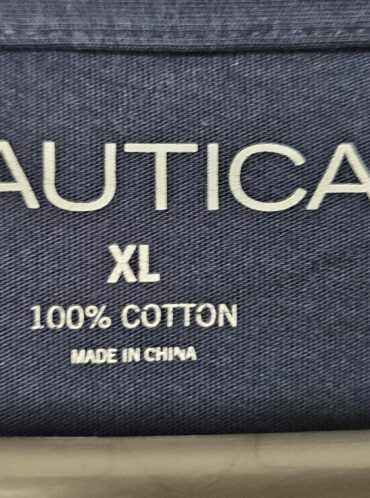 AUTICA
XL
100% COTTON
MADE IN CHINA